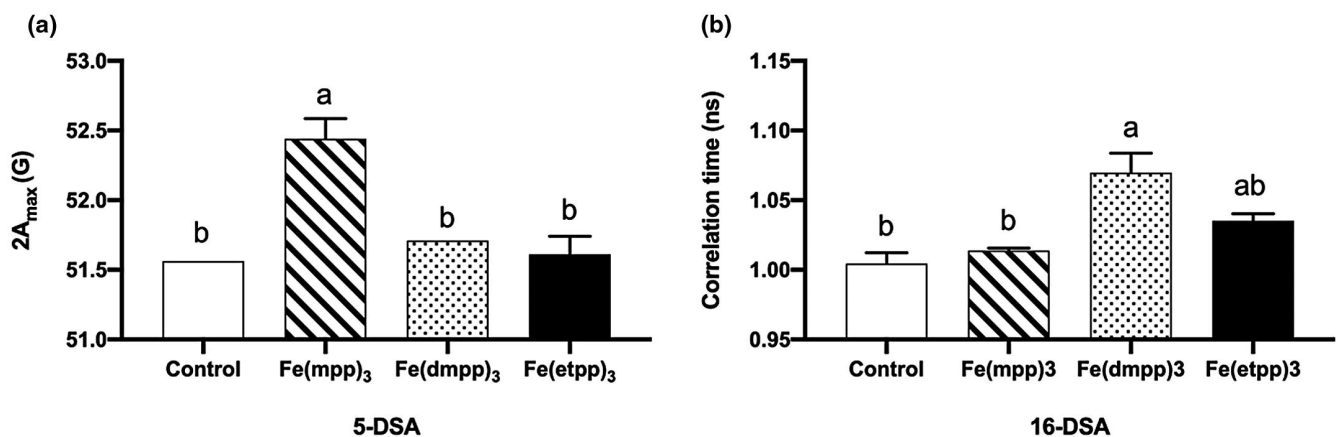 (a)
53.0
52.5
52.0
51.5
51.0
2Amax (G)
b
a
b
b
Control
Fe(mpp)3
Fe(dmpp)3
Fe(etpp)3
5-DSA
(b)
1.15
1.10
1.05
1.00
0.95
Correlation time (ns)
b
b
a
ab
Control
Fe(mpp)3
Fe(dmpp)3
Fe(etpp)3
16-DSA